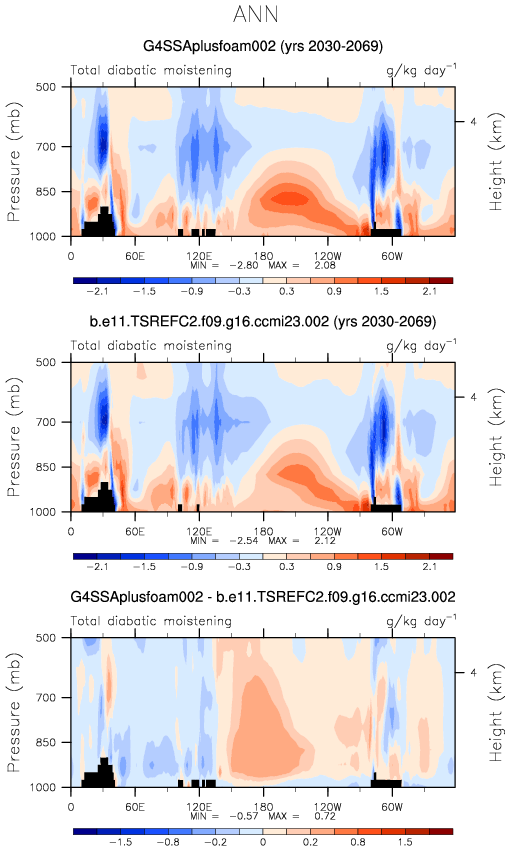 ANN
G4SSAplusfoam002 (yrs 2030-2069)
Total diabatic moistening g/kg day−1
500
700
850
1000
Pressure (mb)
4
Height (km)
0 60E 120E 180 120W 60W
MIN = −2.80 MAX = 2.08
−2.1 −1.5 −0.9 −0.3 0.3 0.9 1.5 2.1
b.e11.TSREFC2.f09.g16.ccmi23.002 (yrs 2030-2069)
Total diabatic moistening g/kg day−1
500
700
850
1000
Pressure (mb)
4
Height (km)
0 60E 120E 180 120W 60W
MIN = −2.54 MAX = 2.12
−2.1 −1.5 −0.9 −0.3 0.3 0.9 1.5 2.1
G4SSAplusfoam002 - b.e11.TSREFC2.f09.g16.ccmi23.002
Total diabatic moistening g/kg day−1
500
700
850
1000
Pressure (mb)
4
Height (km)
0 60E 120E 180 120W 60W
MIN = −0.57 MAX = 0.72
−1.5 −0.8 −0.2 0 0.2 0.8 1.5